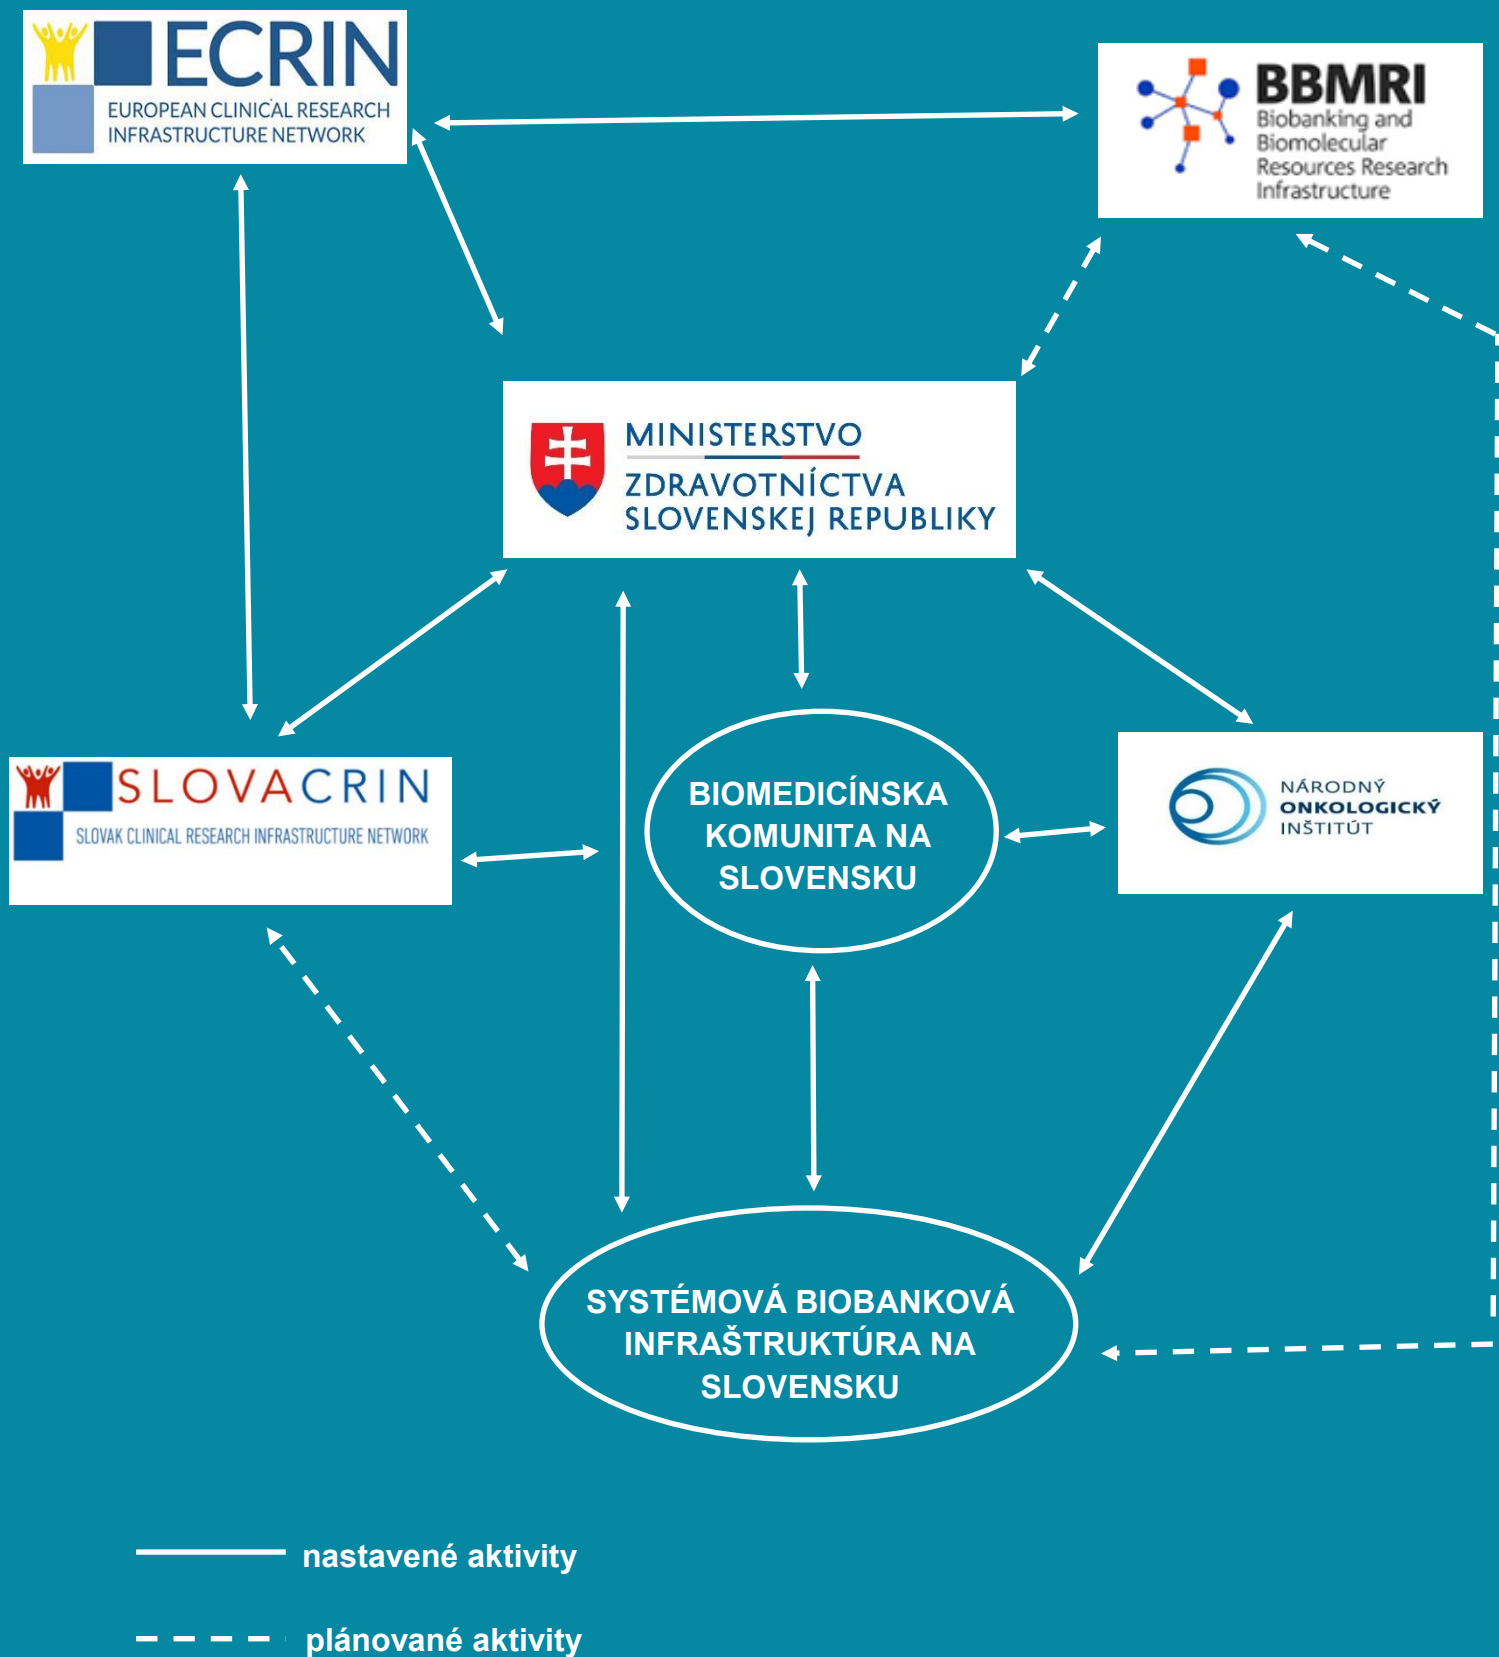 ECRIN
EUROPEAN CLINICAL RESEARCH
INFRASTRUCTURE NETWORK
BBMRI
Biobanking and
Biomolecular
Resources Research
Infrastructure
MINISTERSTVO
ZDRAVOTNÍCTVA
SLOVENSKEJ REPUBLIKY
SLOVACRIN
SLOVAK CLINICAL RESEARCH INFRASTRUCTURE NETWORK
BIOMEDICÍNSKA
KOMUNITA NA
SLOVENSKU
NÁRODNÝ
ONKOLOGICKÝ
INŠTITÚT
SYSTÉMOVÁ BIOBANKOVÁ
INFRAŠTRUKTÚRA NA
SLOVENSKU
nastavené aktivity
plánované aktivity